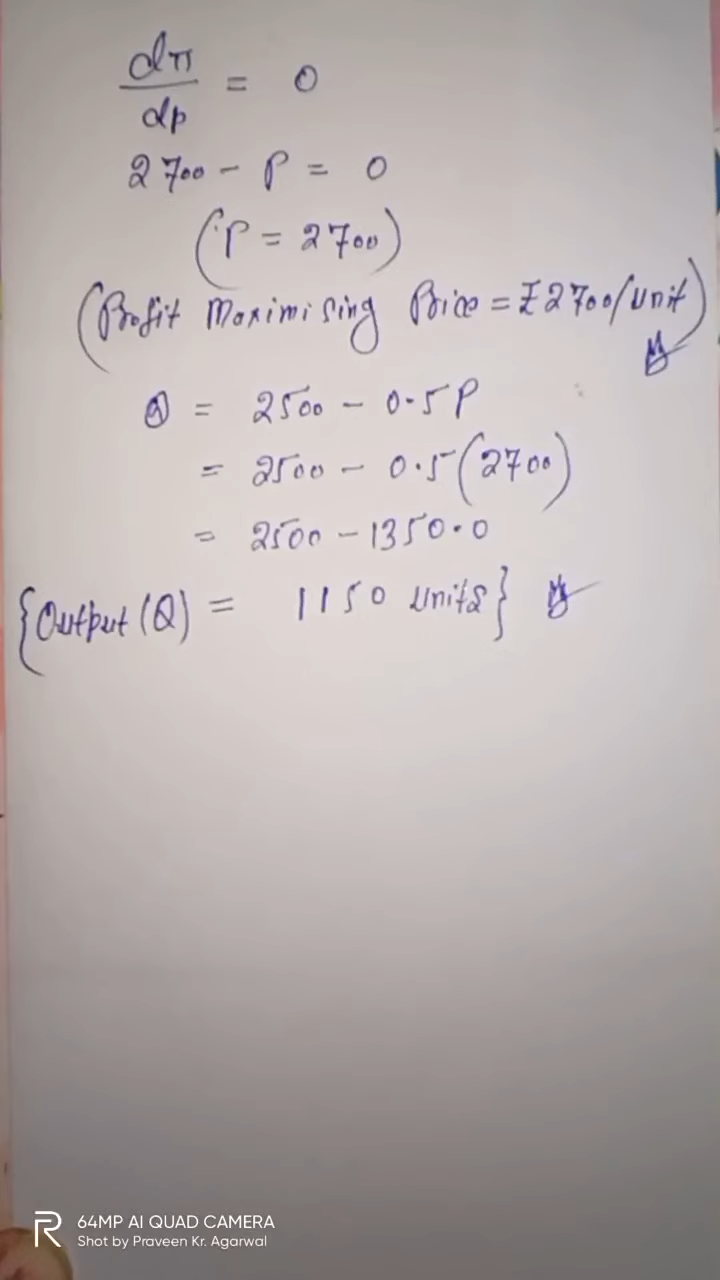 dπ
dp = 0
2700 - P = 0
(P = 2700)
(Profit Maximising Price = ₹2700/Unit)
Q = 2500 - 0.5P
= 2500 - 0.5(2700)
= 2500 - 1350.0
{Output (Q) = 1150 Units}
64MP AI QUAD CAMERA
Shot by Praveen Kr. Agarwal